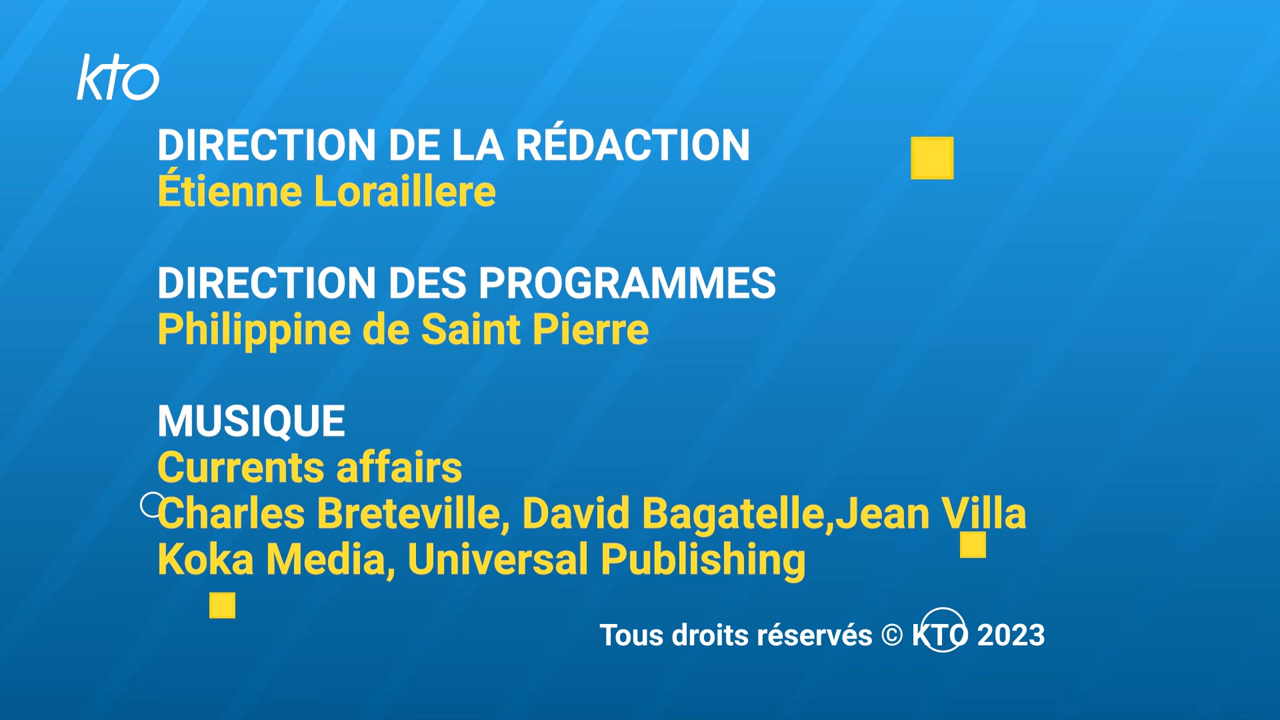 kto
DIRECTION DE LA RÉDACTION
Étienne Loraillere
DIRECTION DES PROGRAMMES
Philippine de Saint Pierre
MUSIQUE
Currents affairs
Charles Breteville, David Bagatelle,Jean Villa
Koka Media, Universal Publishing
Tous droits réservés © KTO 2023